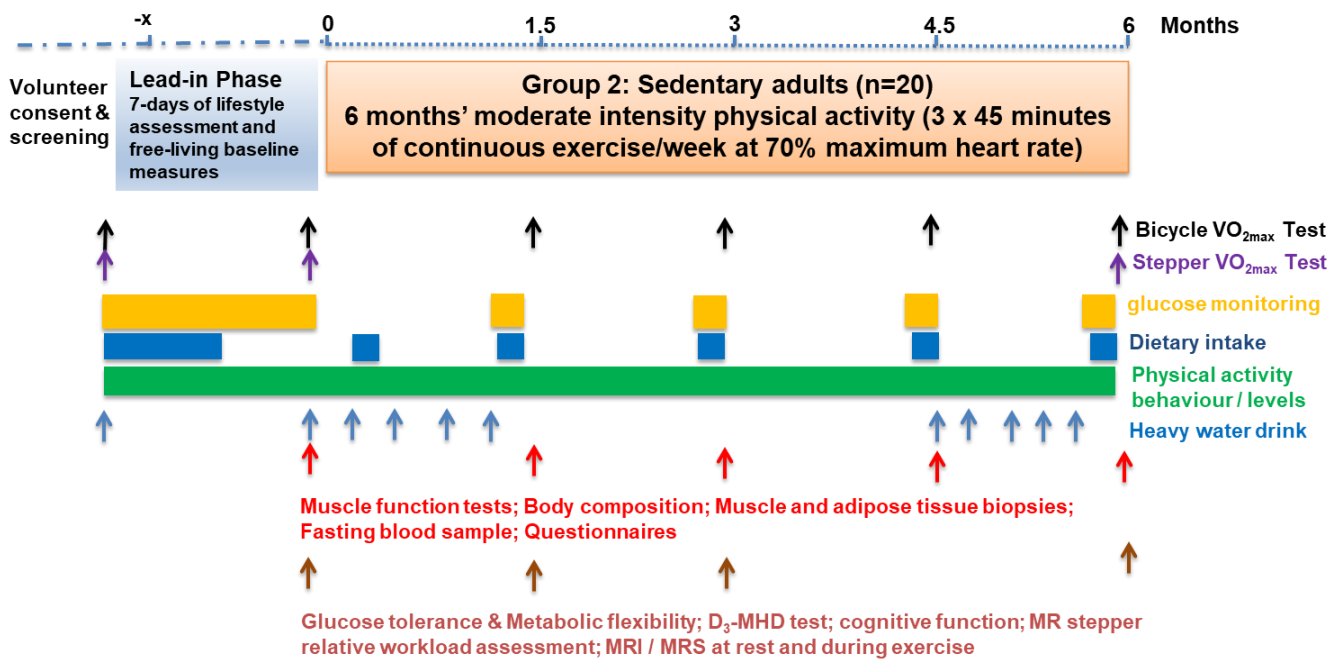 -x 0 1.5 3 4.5 6 Months
Volunteer
consent &
screening
Lead-in Phase
7-days of lifestyle
assessment and
free-living baseline
measures
Group 2: Sedentary adults (n=20)
6 months’ moderate intensity physical activity (3 x 45 minutes
of continuous exercise/week at 70% maximum heart rate)
Bicycle VO2max Test
Stepper VO2max Test
glucose monitoring
Dietary intake
Physical activity
behaviour / levels
Heavy water drink
Muscle function tests; Body composition; Muscle and adipose tissue biopsies;
Fasting blood sample; Questionnaires
Glucose tolerance & Metabolic flexibility; D3-MHD test; cognitive function; MR stepper
relative workload assessment; MRI / MRS at rest and during exercise